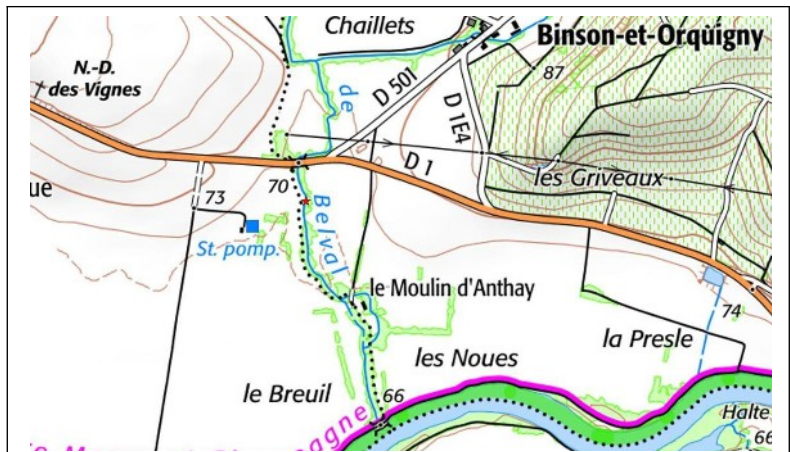 Chaillets
Binson-et-Orquigny
N.-D.
des Vignes
de
D 501
87
D 1E4
D 1
les Griveaux
ue
73
70
Belval
St. pomp.
le Moulin d'Anthay
74
la Presle
les Noues
le Breuil
66
Halte
66
agne